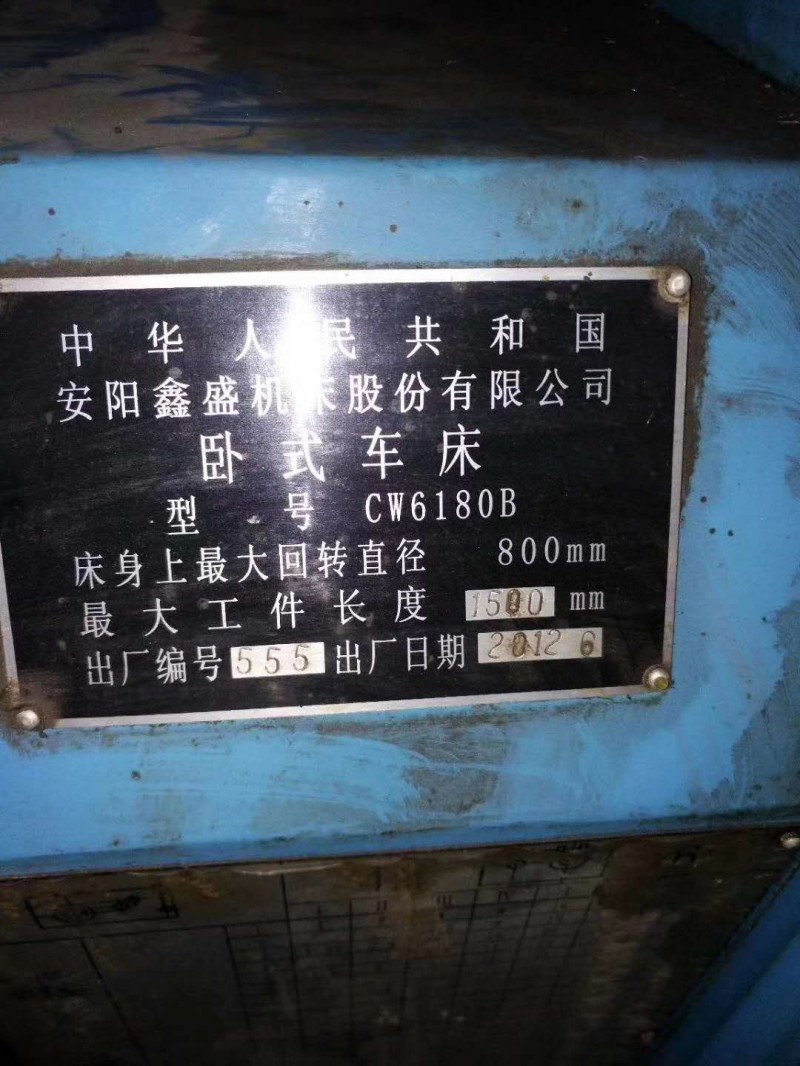 中华人民共和国
安阳鑫盛机床股份有限公司
卧式车床
型号 CW6180B
床身上最大回转直径 800mm
最大工件长度 1500 mm
出厂编号 555 出厂日期 2012 6